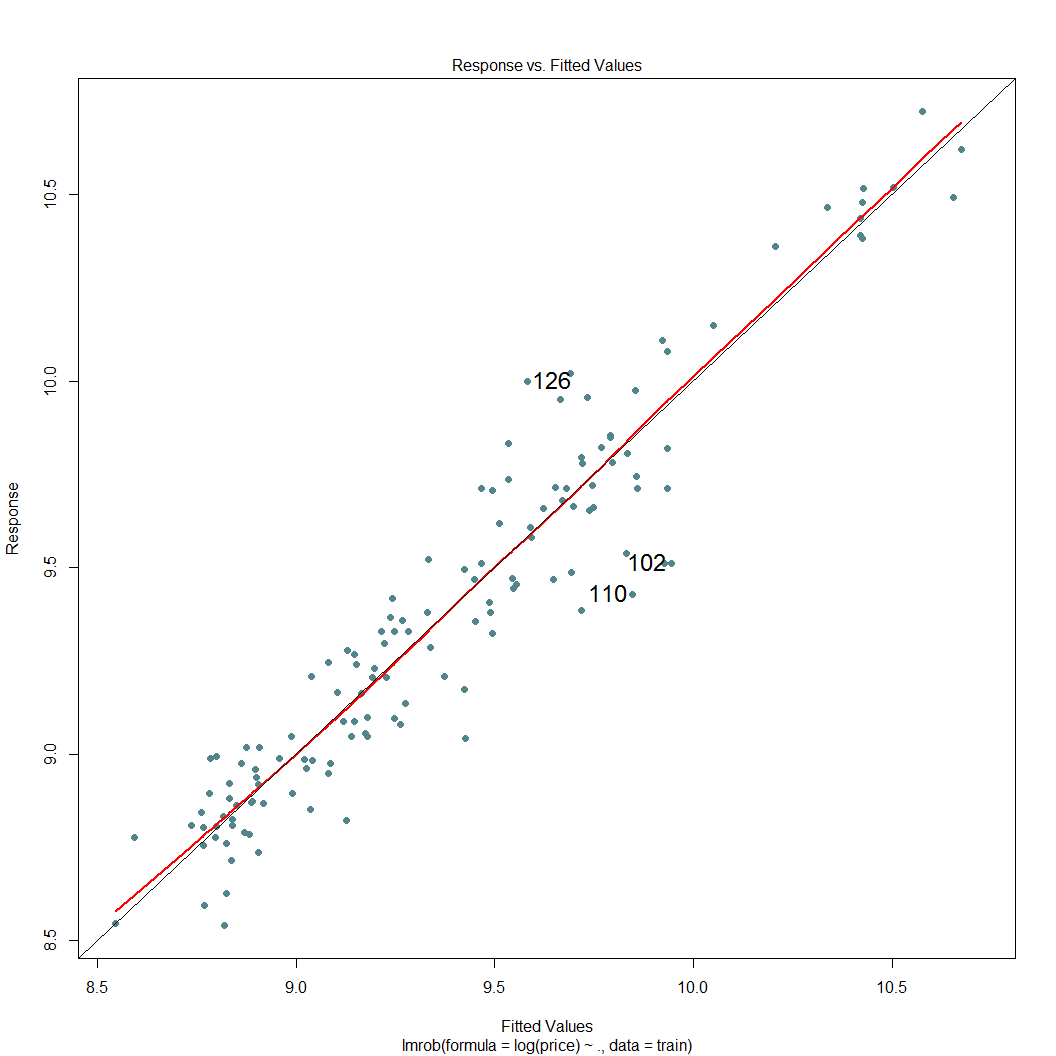 Response vs. Fitted Values
Response
10.5
10.0
9.5
9.0
8.5
126
102
110
8.5 9.0 9.5 10.0 10.5
Fitted Values
lmrob(formula = log(price) ~ ., data = train)